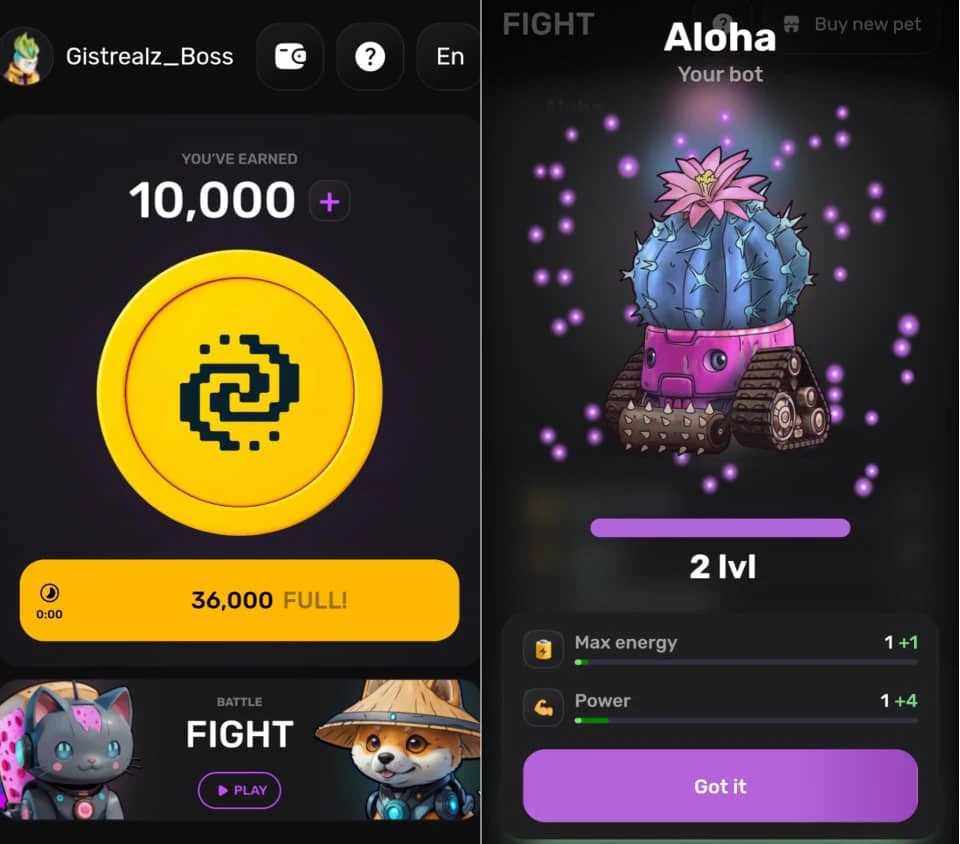 Gistrealz_Boss
En
YOU'VE EARNED
10,000 +
0:00
36,000 FULL!
BATTLE
FIGHT
PLAY
FIGHT
Buy new pet
Aloha
Your bot
Aloha
2 lvl
Max energy 1 +1
Power 1 +4
Got it